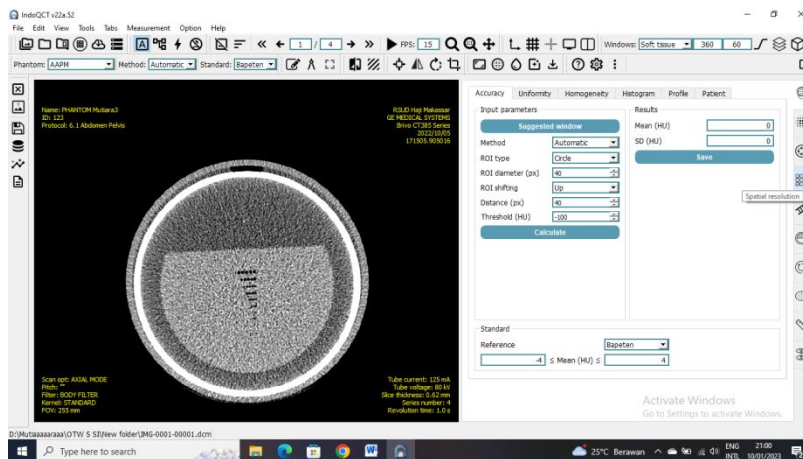 IndoQCT v22a.52
File Edit View Tools Tabs Measurement Option Help
1 / 4 FPS: 15 Windows: Soft tissue 360 60
Phantom: AAPM Method: Automatic Standard: Bapeten
Name: PHANTOM Mutiara3
ID: 123
Protocol: 6.1 Abdomen Pelvis
RSUD Haji Makassar
GE MEDICAL SYSTEMS
Brivo CT385 Series
2022/10/05
171505.905016
Scan opt: AXIAL MODE
Pitch: ""
Filter: BODY FILTER
Kernel: STANDARD
FOV: 253 mm
Tube current: 125 mA
Tube voltage: 80 kV
Slice thickness: 0.62 mm
Series number: 4
Revolution time: 1.0 s
Accuracy Uniformity Homogeneity Histogram Profile Patient
Input parameters
Suggested window
Method Automatic
ROI type Circle
ROI diameter (px) 40
ROI shifting Up
Distance (px) 40
Threshold (HU) -100
Calculate
Results
Mean (HU) 0
SD (HU) 0
Save
Spatial resolution
Standard
Reference Bapeten
-4 ≤ Mean (HU) ≤ 4
Activate Windows
Go to Settings to activate Windows.
D:\Mutaaaaaraaa\OTW S SI\New folder\IMG-0001-00001.dcm
Type here to search
25°C Berawan
ENG
INTL
21:00
10/01/2023